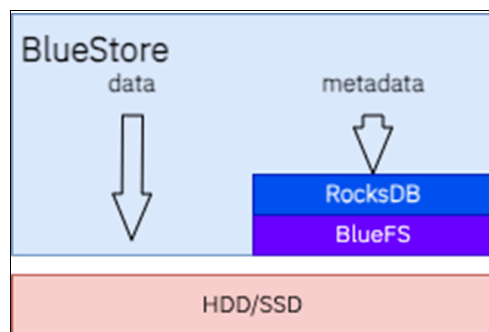 BlueStore
data
metadata
RocksDB
BlueFS
HDD/SSD